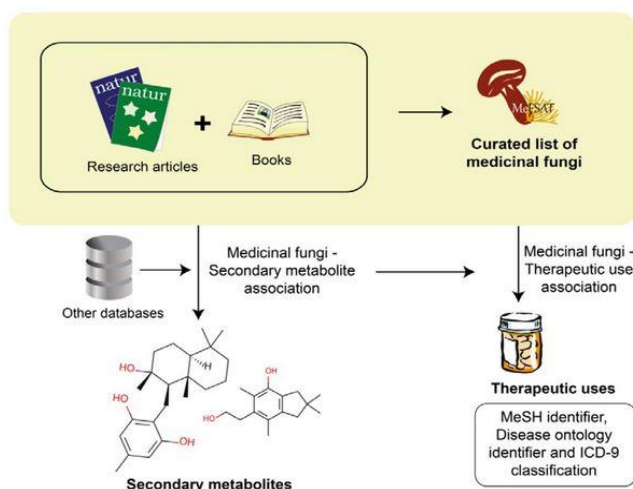 natur
natur
+
Research articles
Books
MeFSAT
Curated list of
medicinal fungi
Other databases
Medicinal fungi -
Secondary metabolite
association
Medicinal fungi -
Therapeutic use
association
HO
H
HO
OH
OH
HO
Secondary metabolites
Therapeutic uses
MeSH identifier,
Disease ontology
identifier and ICD-9
classification